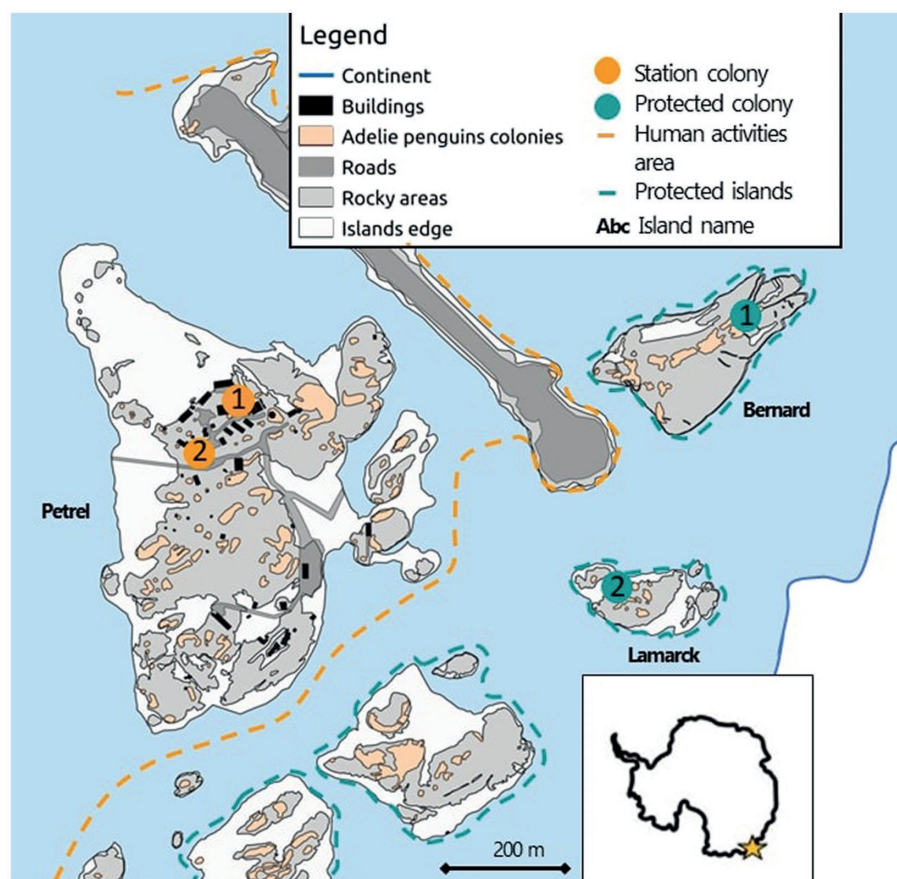 Legend
Continent
Buildings
Adelie penguins colonies
Roads
Rocky areas
Islands edge
Station colony
Protected colony
Human activities
area
Protected islands
Abc Island name
1
Bernard
1
2
Petrel
2
Lamarck
200 m